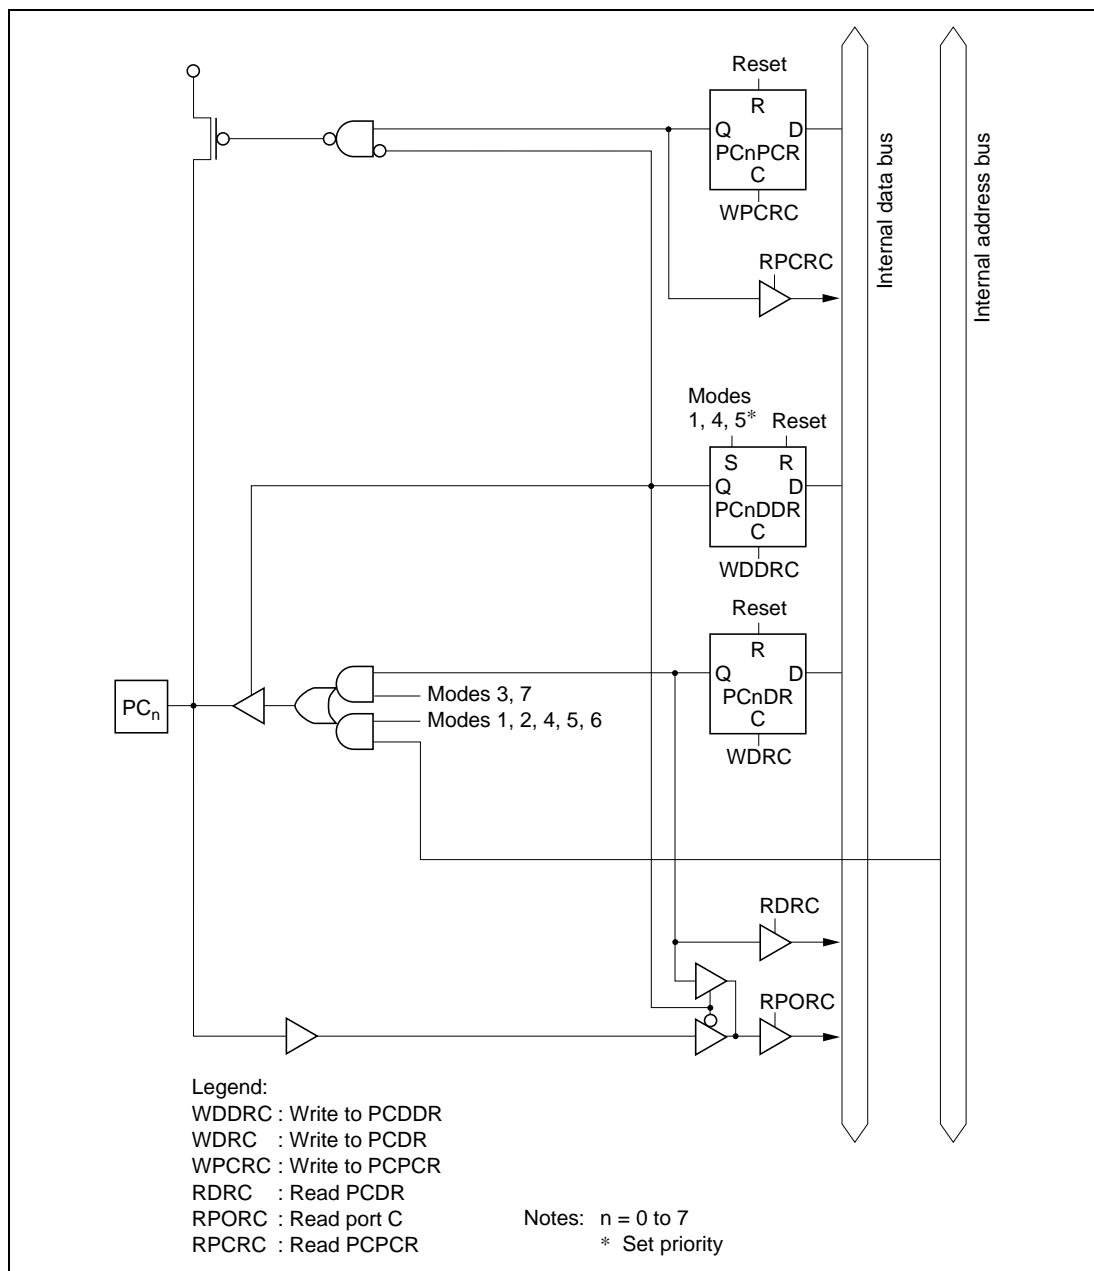 Reset
R
Q D
PCnPCR
C
WPCRC
RPCRC
Internal data bus
Internal address bus
Modes
1, 4, 5* Reset
S R
Q D
PCnDDR
C
WDDRC
Reset
R
Q D
PCnDR
C
WDRC
PCn
Modes 3, 7
Modes 1, 2, 4, 5, 6
RDRC
RPORC
Legend:
WDDRC : Write to PCDDR
WDRC : Write to PCDR
WPCRC : Write to PCPCR
RDRC : Read PCDR
RPORC : Read port C
RPCRC : Read PCPCR
Notes: n = 0 to 7
* Set priority